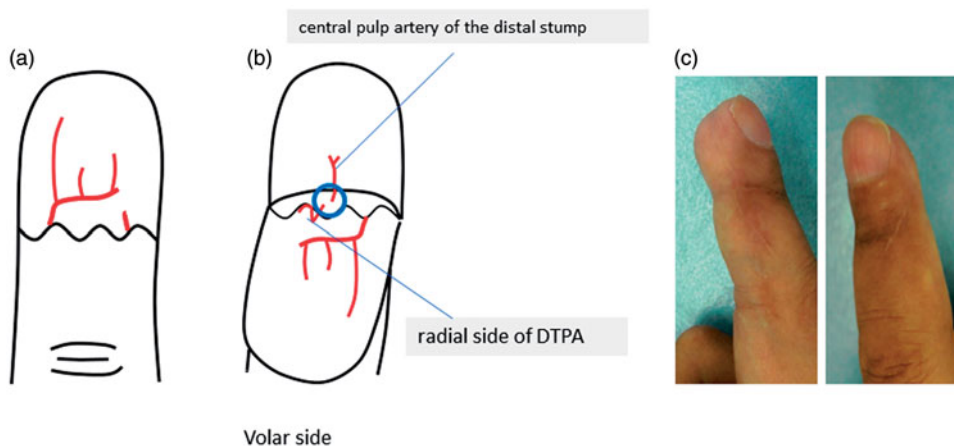 central pulp artery of the distal stump
(a)
(b)
(c)
radial side of DTPA
Volar side